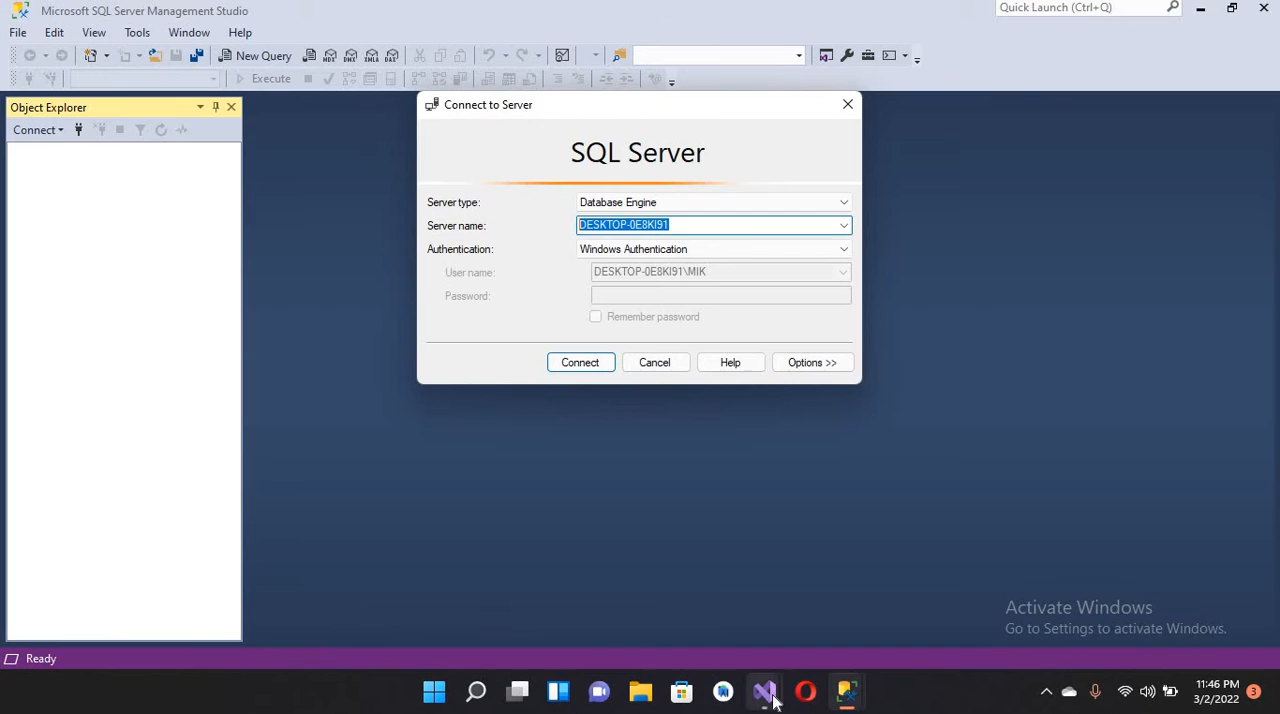 Microsoft SQL Server Management Studio
Quick Launch (Ctrl+Q)
File Edit View Tools Window Help
New Query
Execute
Object Explorer
Connect
Connect to Server
SQL Server
Server type: Database Engine
Server name: DESKTOP-0E8KI91
Authentication: Windows Authentication
User name: DESKTOP-0E8KI91\MIK
Password:
Remember password
Connect Cancel Help Options >>
Activate Windows
Go to Settings to activate Windows.
Ready
11:46 PM
3/2/2022
3